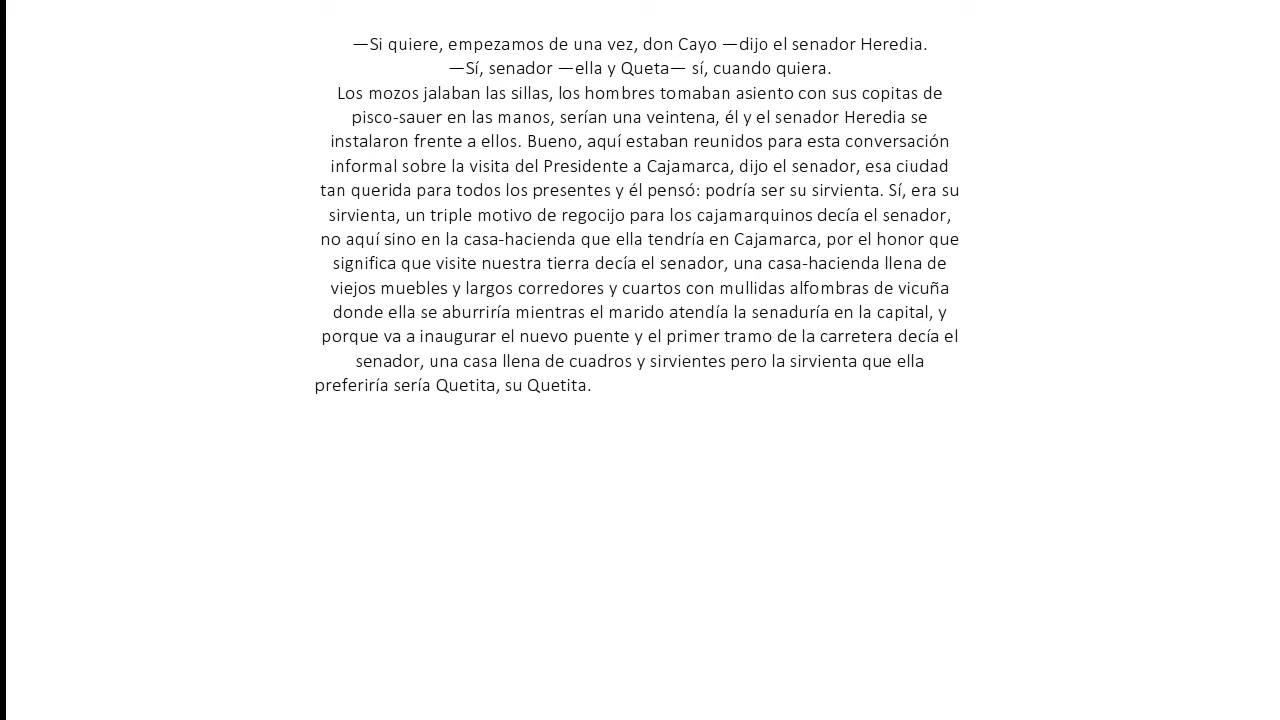 —Si quiere, empezamos de una vez, don Cayo —dijo el senador Heredia.
—Sí, senador —ella y Queta— sí, cuando quiera.
Los mozos jalaban las sillas, los hombres tomaban asiento con sus copitas de
pisco-sauer en las manos, serían una veintena, él y el senador Heredia se
instalaron frente a ellos. Bueno, aquí estaban reunidos para esta conversación
informal sobre la visita del Presidente a Cajamarca, dijo el senador, esa ciudad
tan querida para todos los presentes y él pensó: podría ser su sirvienta. Sí, era su
sirvienta, un triple motivo de regocijo para los cajamarquinos decía el senador,
no aquí sino en la casa-hacienda que ella tendría en Cajamarca, por el honor que
significa que visite nuestra tierra decía el senador, una casa-hacienda llena de
viejos muebles y largos corredores y cuartos con mullidas alfombras de vicuña
donde ella se aburriría mientras el marido atendía la senaduría en la capital, y
porque va a inaugurar el nuevo puente y el primer tramo de la carretera decía el
senador, una casa llena de cuadros y sirvientes pero la sirvienta que ella
preferiría sería Quetita, su Quetita.